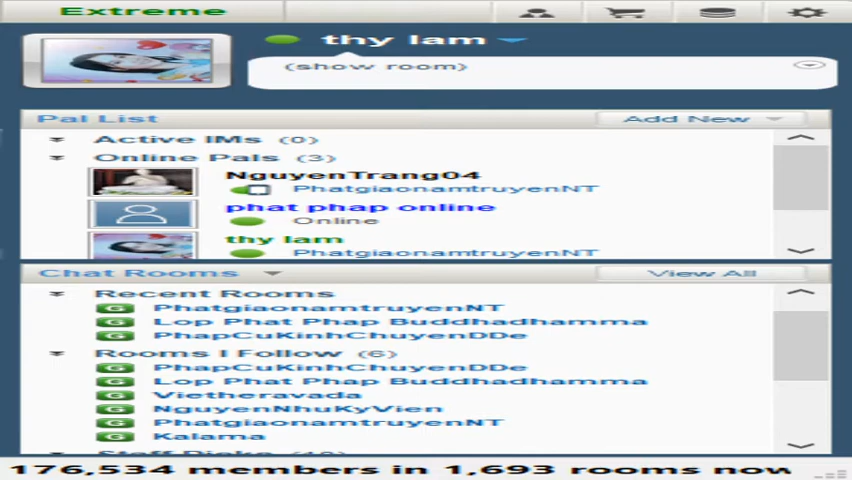 Extreme
thy lam
(show room)
Pal List
Add New
Active IMs (0)
Online Pals (3)
NguyenTrang04
PhatgiaonamtruyenNT
phat phap online
Online
thy lam
PhatgiaonamtruyenNT
Chat Rooms
View All
Recent Rooms
G PhatgiaonamtruyenNT
G Lop Phat Phap Buddhadhamma
G PhapCuKinhChuyenDDe
Rooms I Follow (6)
G PhapCuKinhChuyenDDe
G Lop Phat Phap Buddhadhamma
G Vietheravada
G NguyenNhuKyVien
G PhatgiaonamtruyenNT
G Kalama
176,534 members in 1,693 rooms now